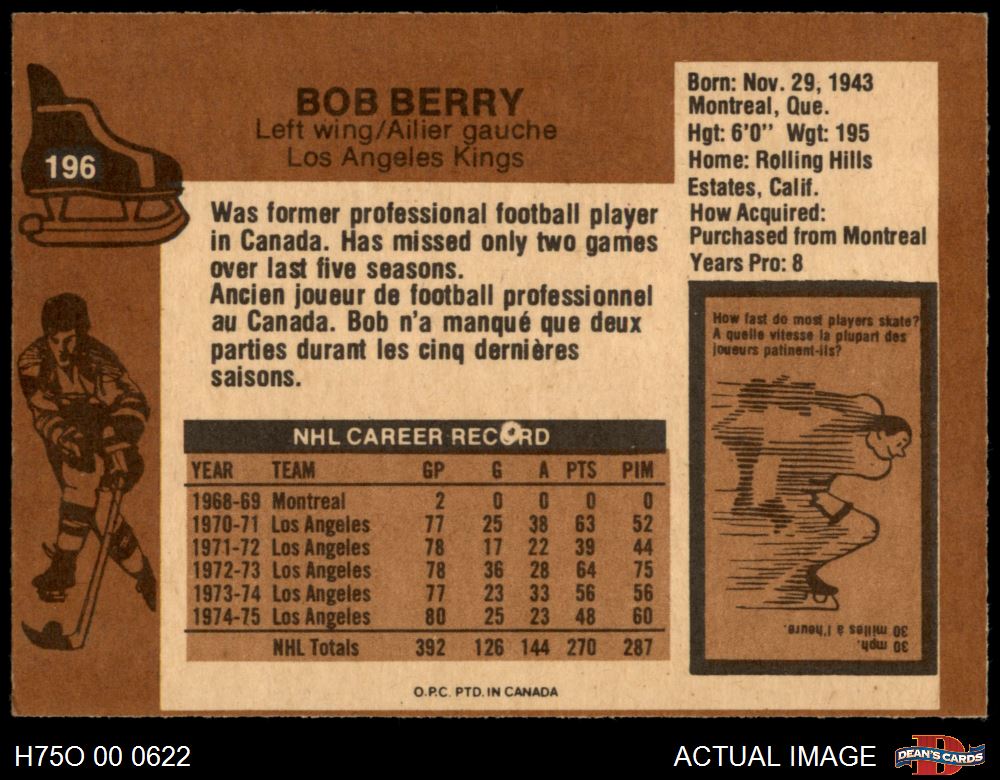 196
BOB BERRY
Left wing/Ailier gauche
Los Angeles Kings
Born: Nov. 29, 1943
Montreal, Que.
Hgt: 6'0" Wgt: 195
Home: Rolling Hills
Estates, Calif.
How Acquired:
Purchased from Montreal
Years Pro: 8
Was former professional football player
in Canada. Has missed only two games
over last five seasons.
Ancien joueur de football professionnel
au Canada. Bob n'a manqué que deux
parties durant les cinq dernières
saisons.
How fast do most players skate?
A quelle vitesse la plupart des
joueurs patinent-ils?
30 mph.
30 milles à l'heure.
NHL CAREER RECORD
YEAR TEAM GP G A PTS PIM
1968-69 Montreal 2 0 0 0 0
1970-71 Los Angeles 77 25 38 63 52
1971-72 Los Angeles 78 17 22 39 44
1972-73 Los Angeles 78 36 28 64 75
1973-74 Los Angeles 77 23 33 56 56
1974-75 Los Angeles 80 25 23 48 60
NHL Totals 392 126 144 270 287
O.P.C. PTD. IN CANADA
H75O 00 0622
ACTUAL IMAGE
D
DEAN'S CARDS